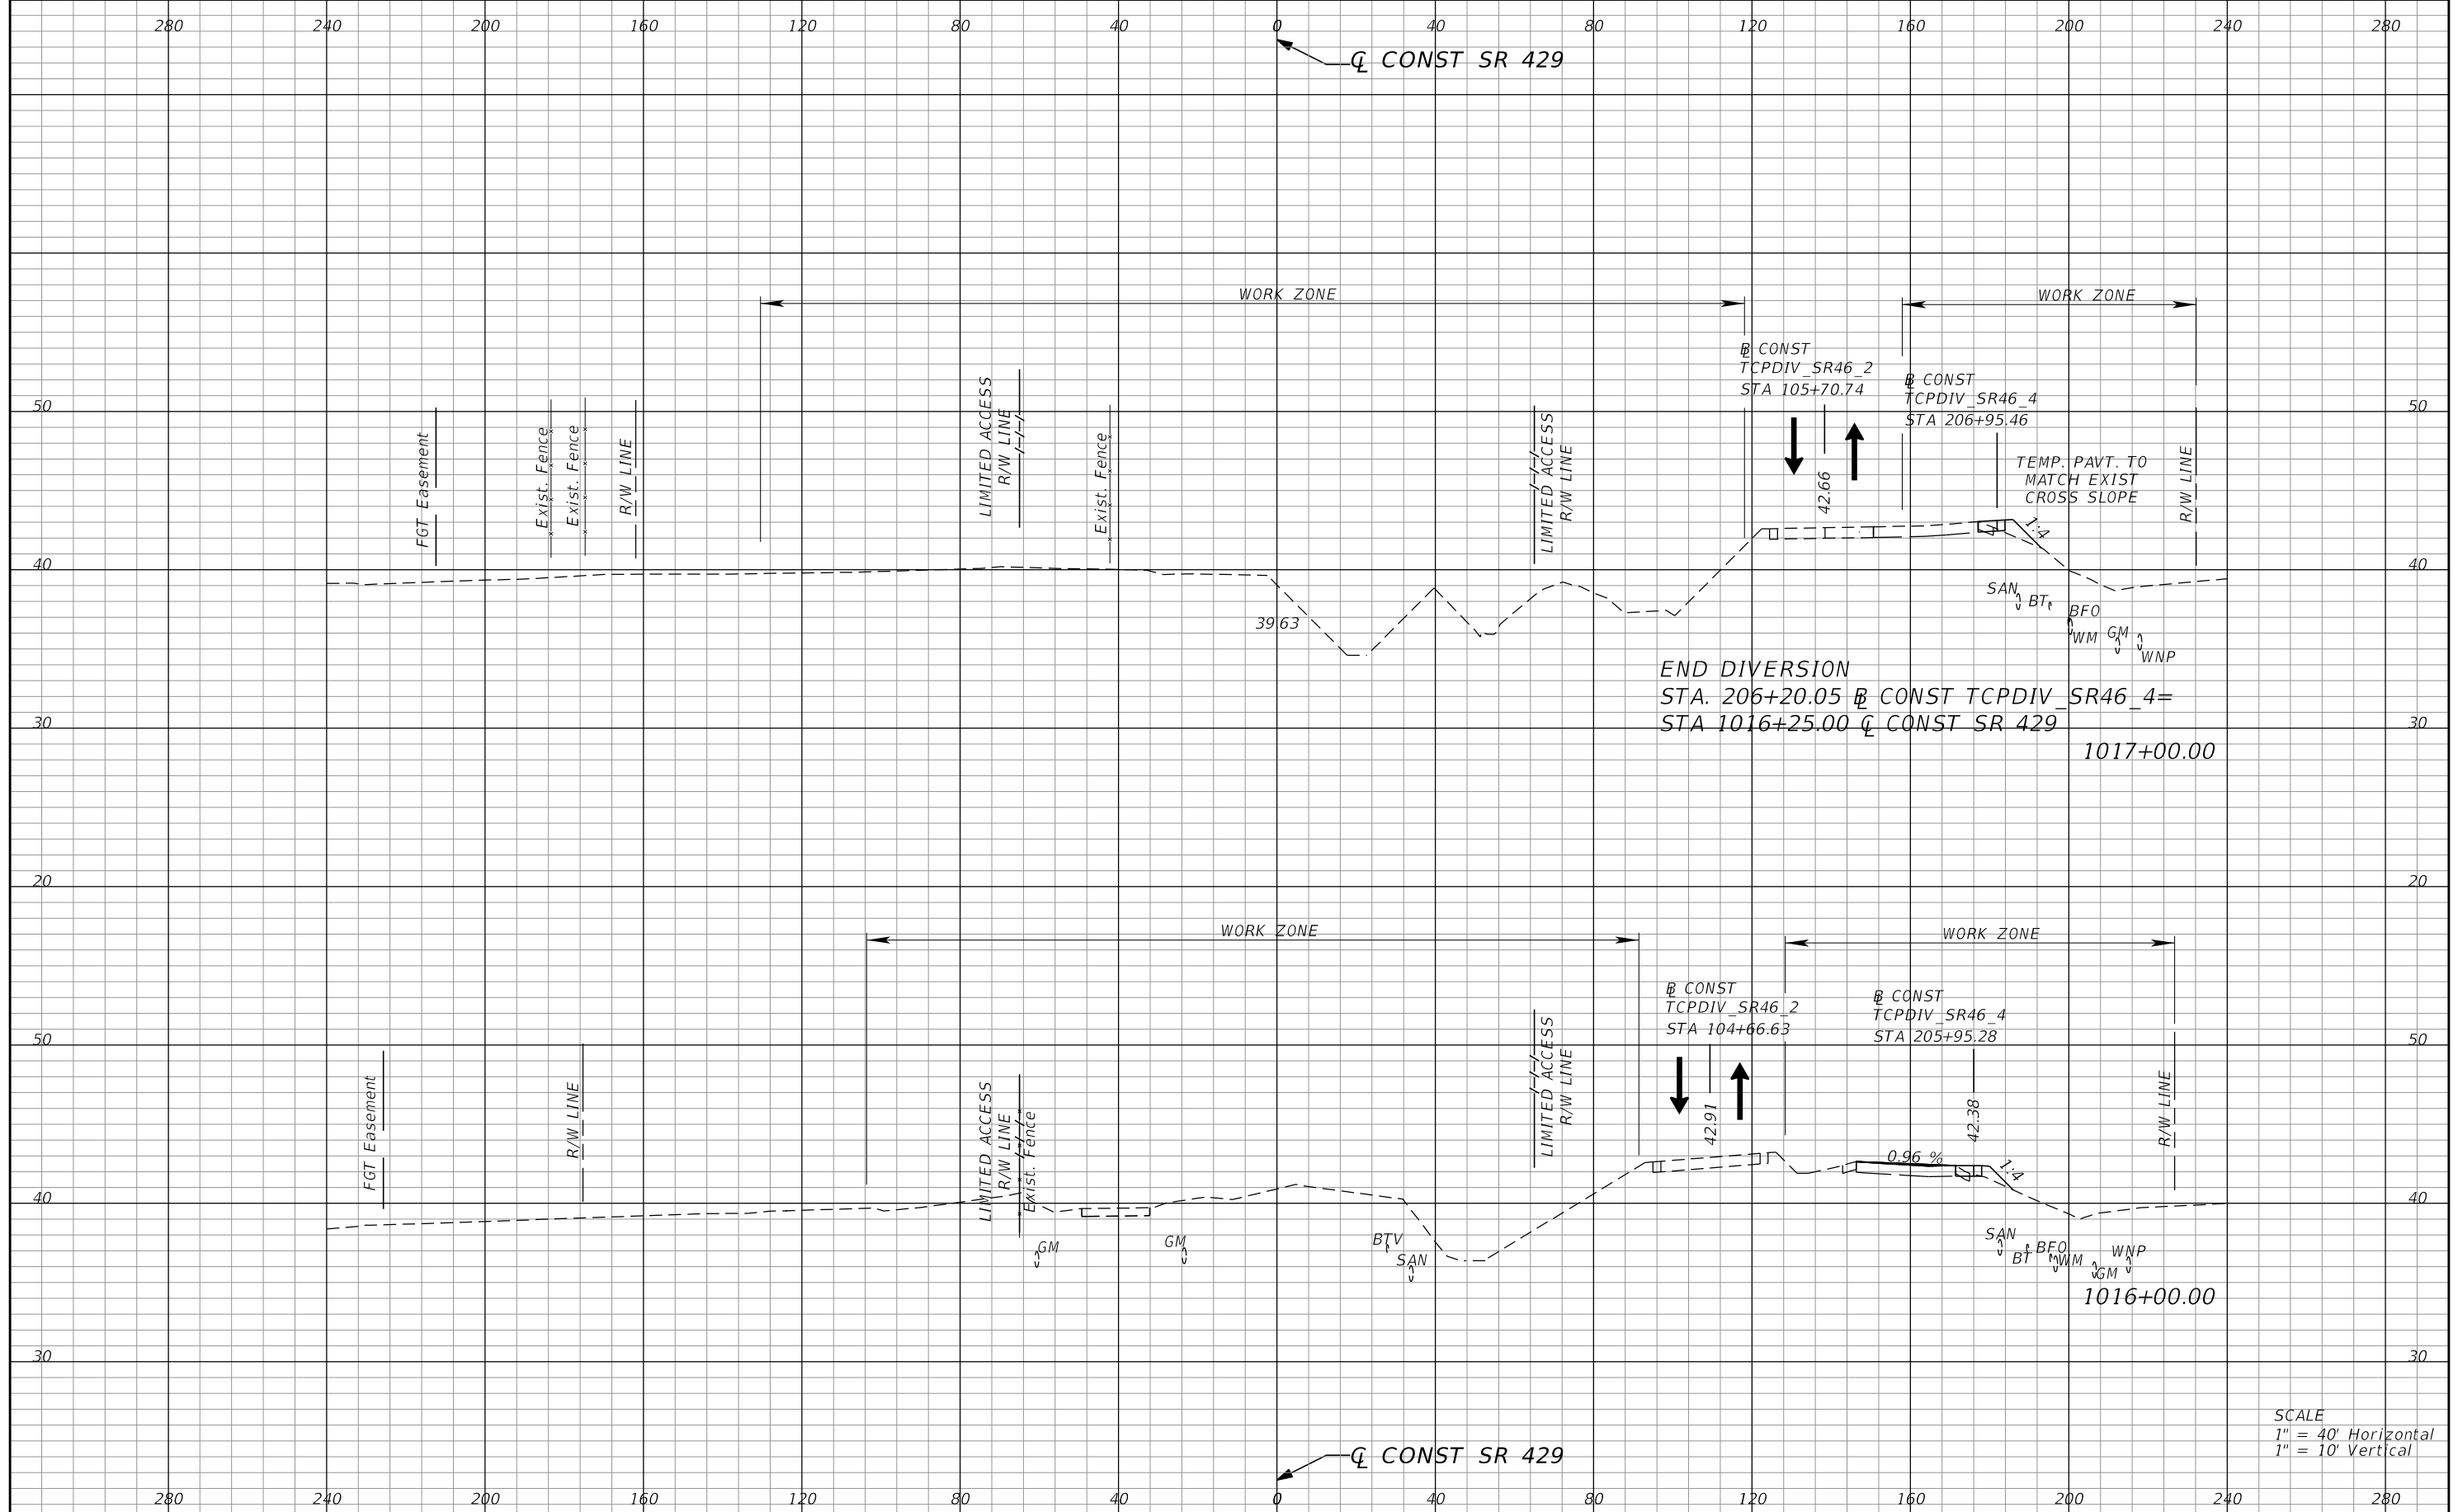 280 240 200 160 120 80 40 0 40 80 120 160 200 240 280
℄ CONST SR 429
WORK ZONE
WORK ZONE
℄ CONST
TCPDIV_SR46_2
STA 105+70.74
℄ CONST
TCPDIV_SR46_4
STA 206+95.46
50
50
FGT Easement
Exist. Fence
Exist. Fence
R/W LINE
LIMITED ACCESS
R/W LINE
Exist. Fence
LIMITED ACCESS
R/W LINE
42.66
TEMP. PAVT. TO
MATCH EXIST
CROSS SLOPE
R/W LINE
1:4
40
40
39.63
SAN
BT
BFO
WM
GM
WNP
END DIVERSION
STA. 206+20.05 ⅊ CONST TCPDIV_SR46_4=
STA 1016+25.00 ℄ CONST SR 429
30
30
1017+00.00
20
20
WORK ZONE
WORK ZONE
⅊ CONST
TCPDIV_SR46_2
STA 104+66.63
⅊ CONST
TCPDIV_SR46_4
STA 205+95.28
50
50
FGT Easement
R/W LINE
LIMITED ACCESS
R/W LINE
Exist. Fence
LIMITED ACCESS
R/W LINE
42.91
42.38
R/W LINE
0.96 %
1:4
40
40
GM
GM
BTV
SAN
SAN
BT
BFO
WM
GM
WNP
1016+00.00
30
30
SCALE
1" = 40' Horizontal
1" = 10' Vertical
℄ CONST SR 429
280 240 200 160 120 80 40 0 40 80 120 160 200 240 280